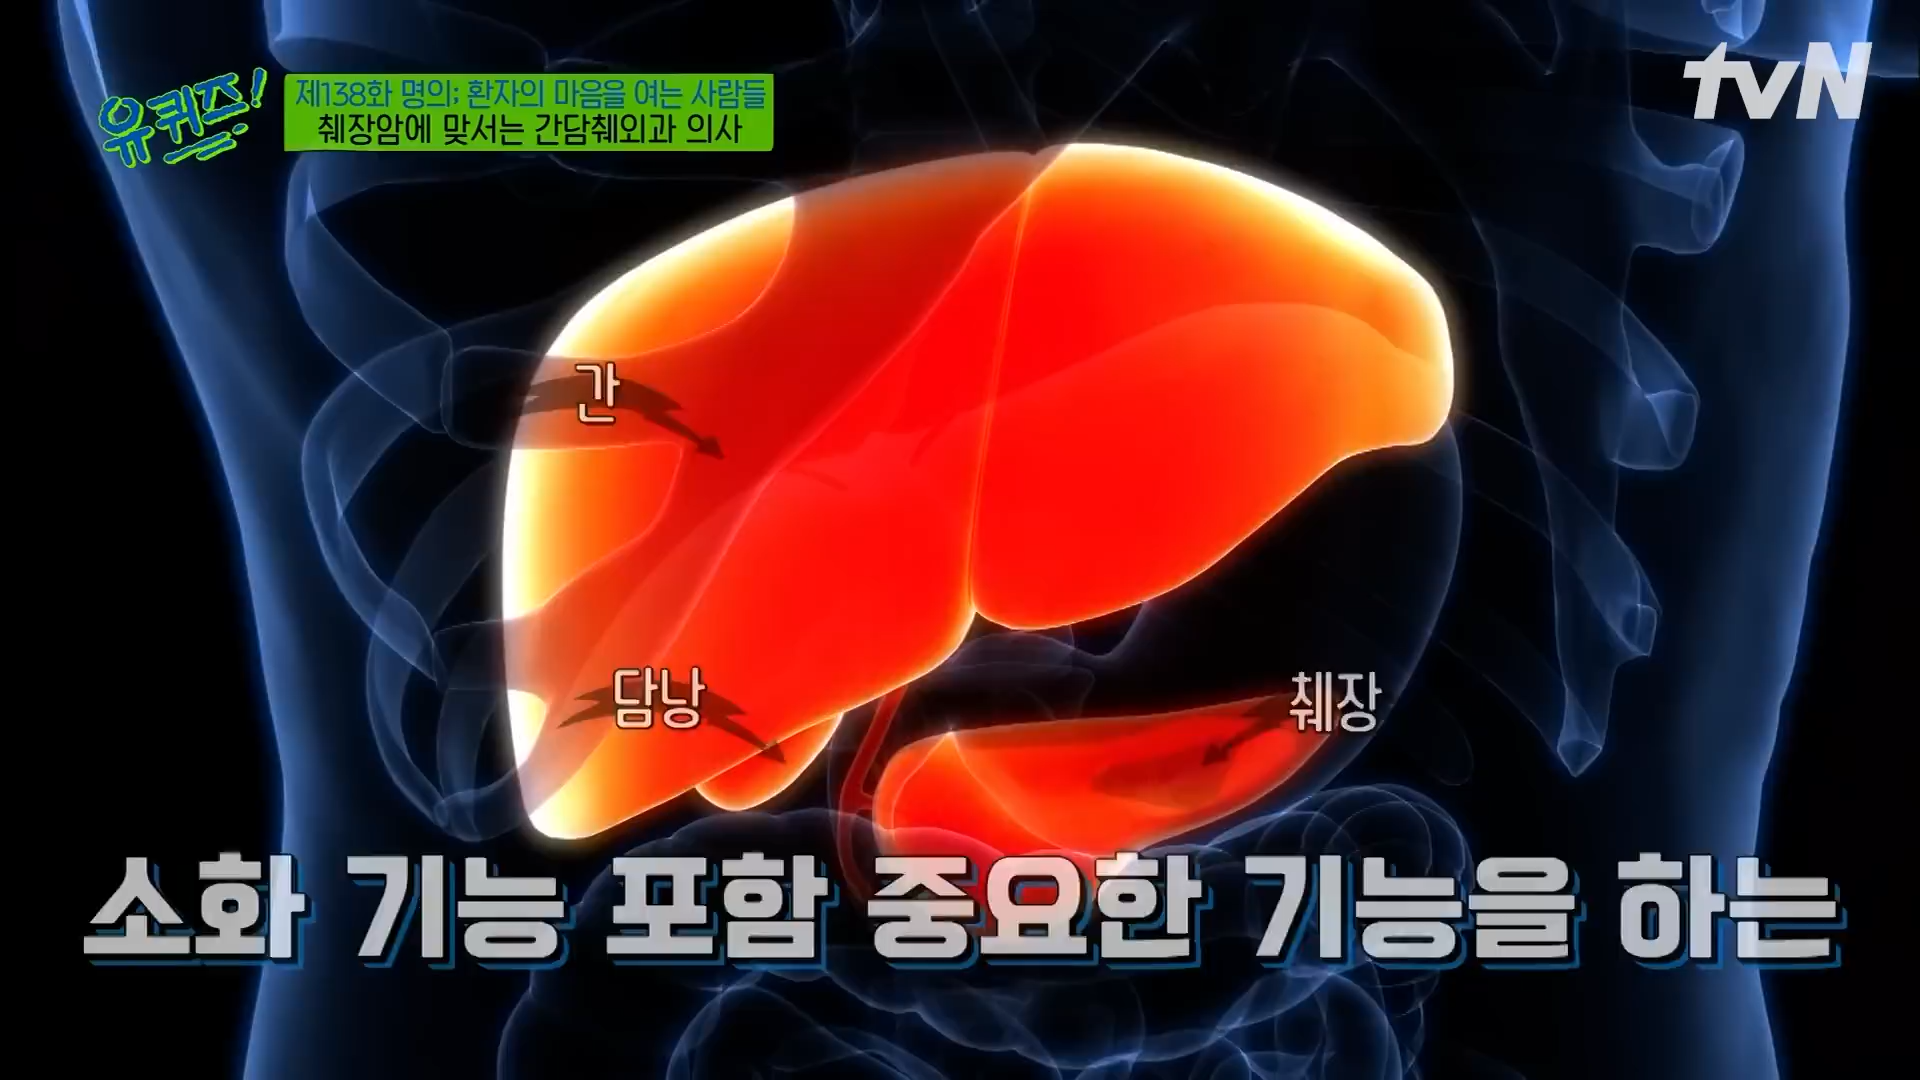 유퀴즈!
제138화 명의; 환자의 마음을 여는 사람들
췌장암에 맞서는 간담췌외과 의사
tvN
간
담낭
췌장
소화 기능 포함 중요한 기능을 하는